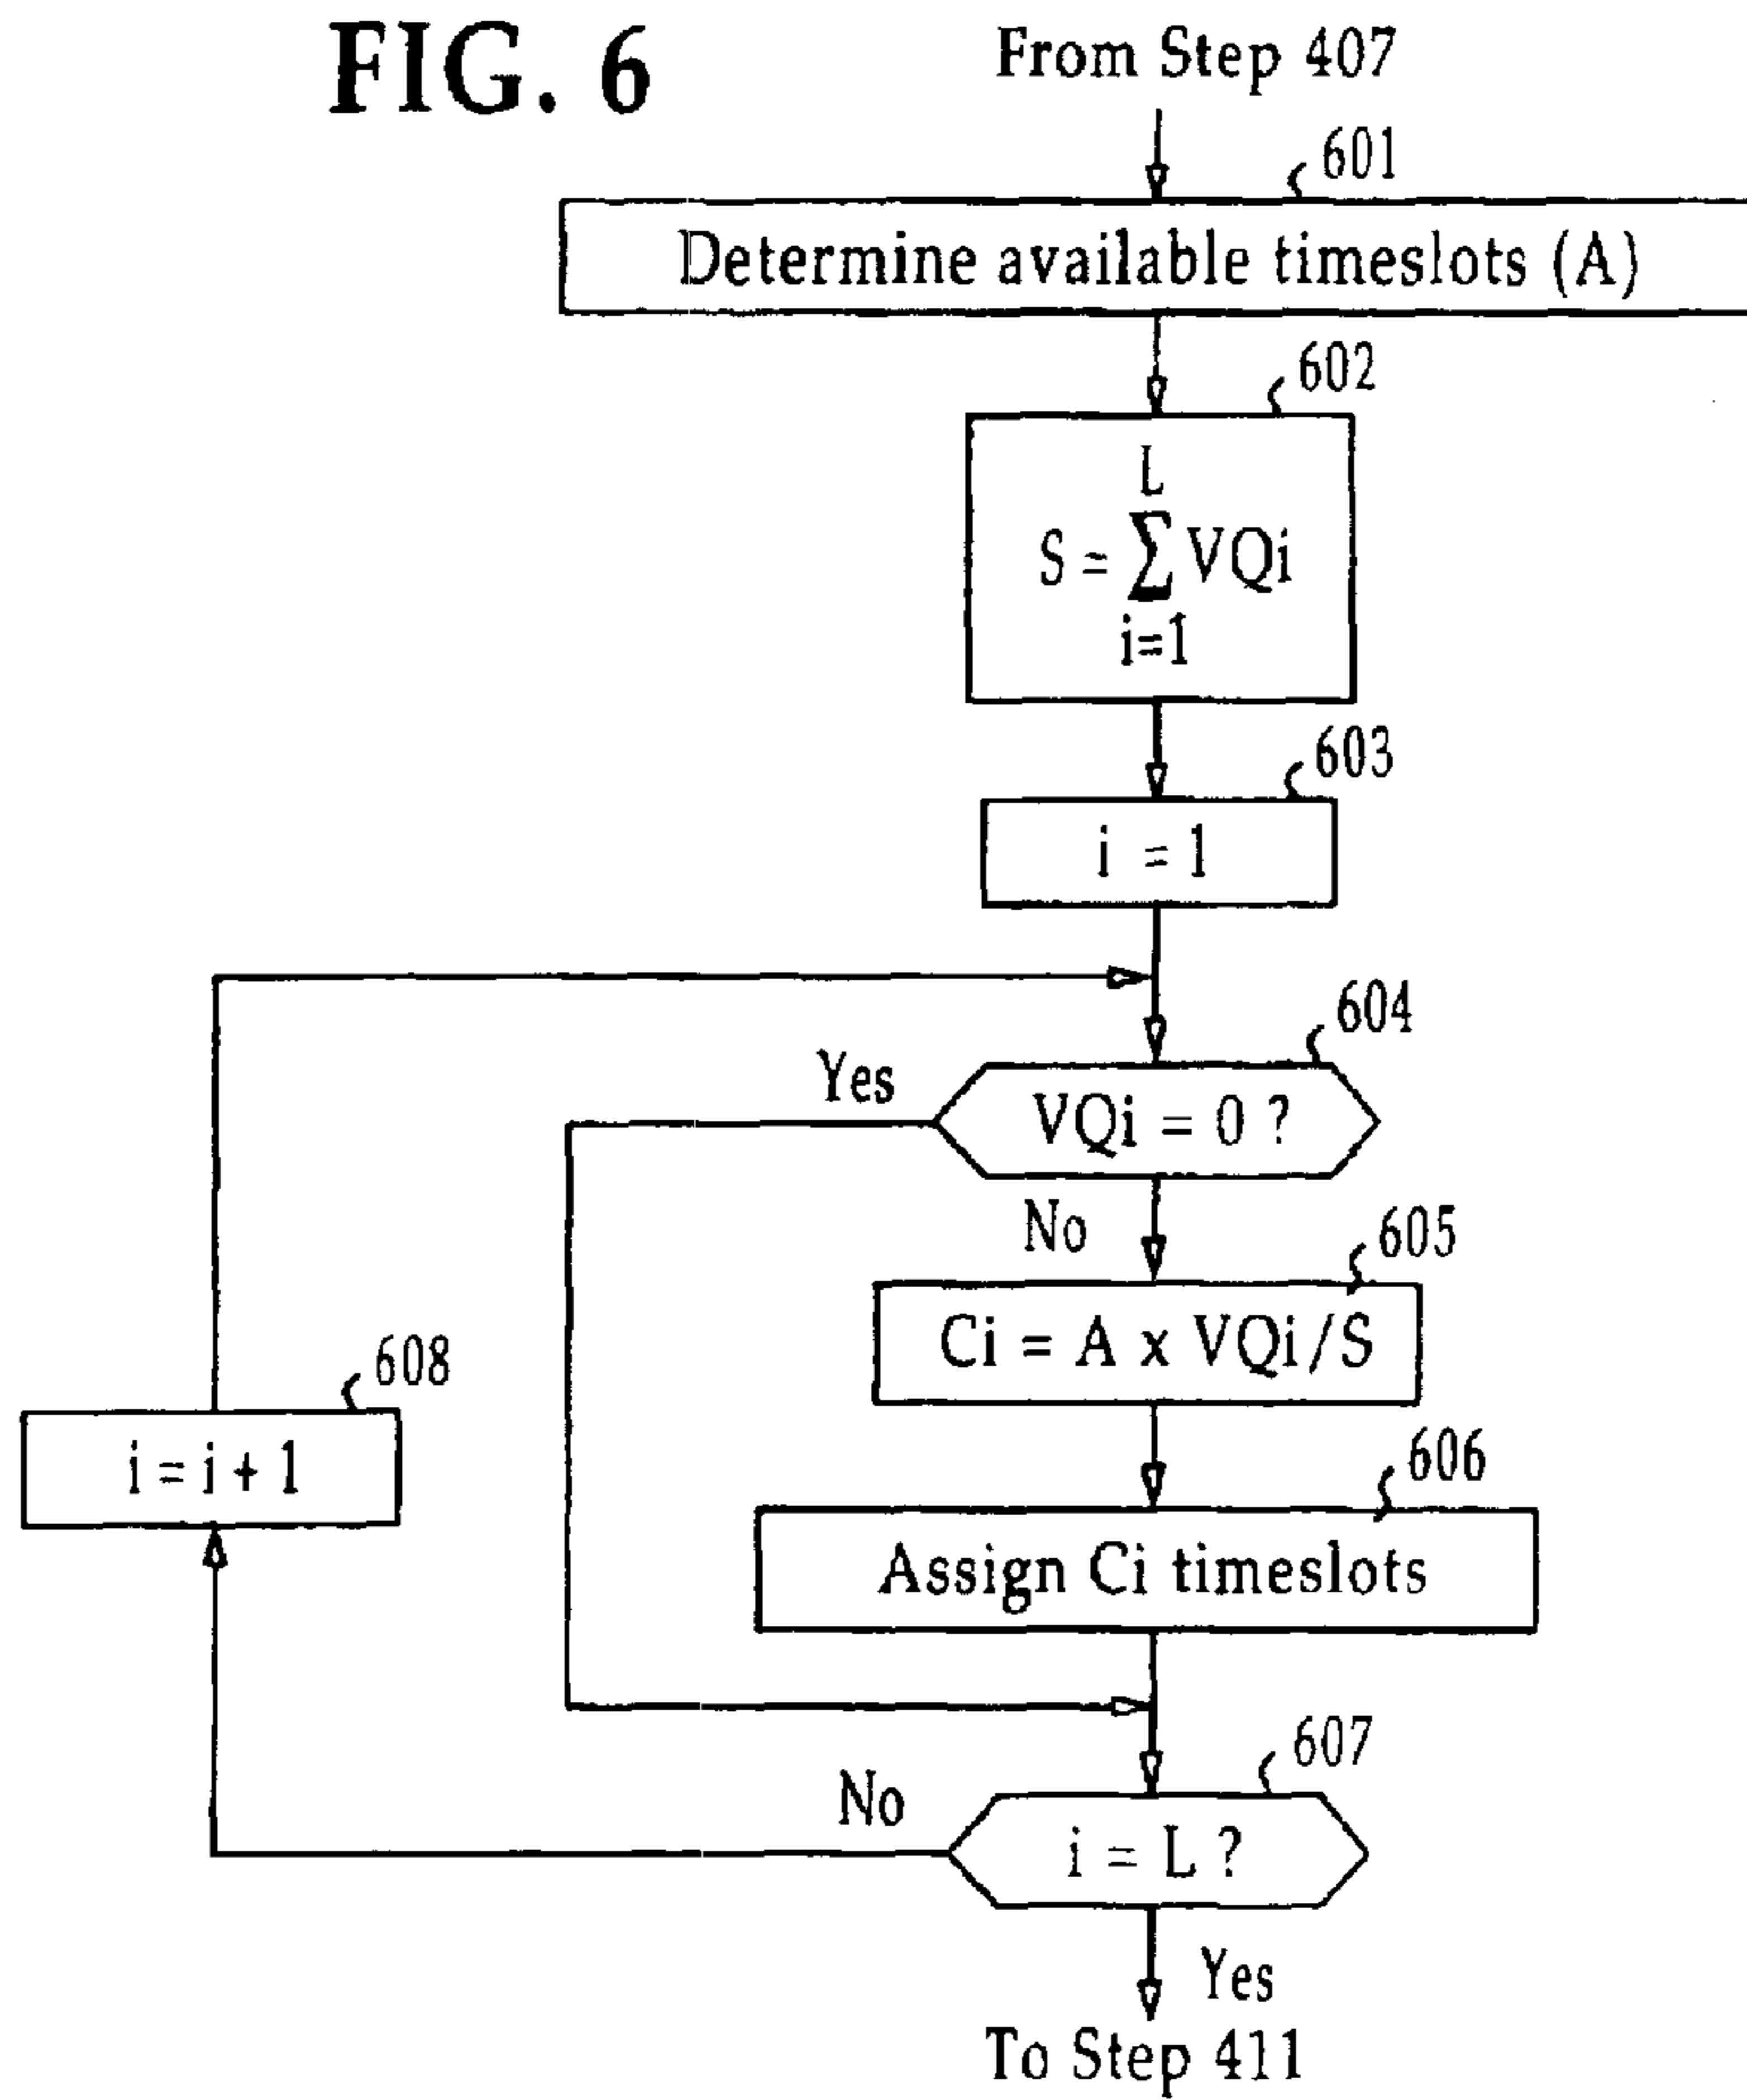 FIG. 6
From Step 407
601
Determine available timeslots (A)
602
L
S = ∑ VQi
i=1
603
i = 1
604
Yes
VQi = 0 ?
No
605
Ci = A x VQi/S
608
i = i + 1
606
Assign Ci timeslots
607
No
i = L ?
Yes
To Step 411